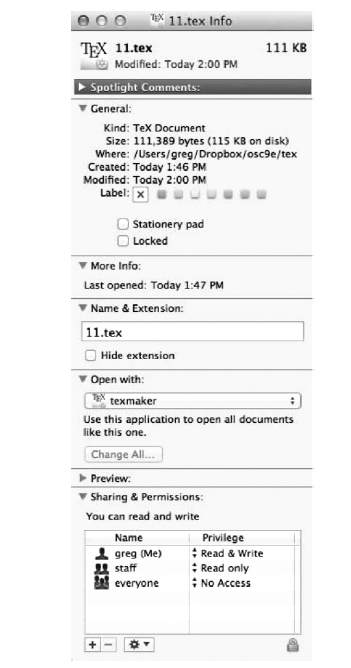 TEX 11.tex Info
TEX 11.tex 111 KB
Modified: Today 2:00 PM
Spotlight Comments:
General:
Kind: TeX Document
Size: 111,389 bytes (115 KB on disk)
Where: /Users/greg/Dropbox/osc9e/tex
Created: Today 1:46 PM
Modified: Today 2:00 PM
Label: ×
Stationery pad
Locked
More Info:
Last opened: Today 1:47 PM
Name & Extension:
11.tex
Hide extension
Open with:
TEX texmaker
Use this application to open all documents
like this one.
Change All...
Preview:
Sharing & Permissions:
You can read and write
Name Privilege
greg (Me) Read & Write
staff Read only
everyone No Access